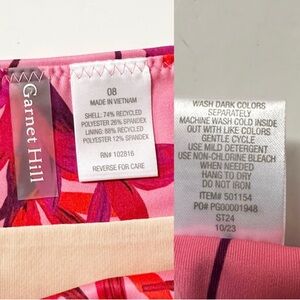 Garnet Hill
08
MADE IN VIETNAM
SHELL: 74% RECYCLED
POLYESTER 26% SPANDEX
LINING: 88% RECYCLED
POLYESTER 12% SPANDEX
RN# 102816
REVERSE FOR CARE
WASH DARK COLORS
SEPARATELY
MACHINE WASH COLD INSIDE
OUT WITH LIKE COLORS
GENTLE CYCLE
USE MILD DETERGENT
USE NON-CHLORINE BLEACH
WHEN NEEDED
HANG TO DRY
DO NOT IRON
ITEM# 501154
PO# PG00001948
ST24
10/23